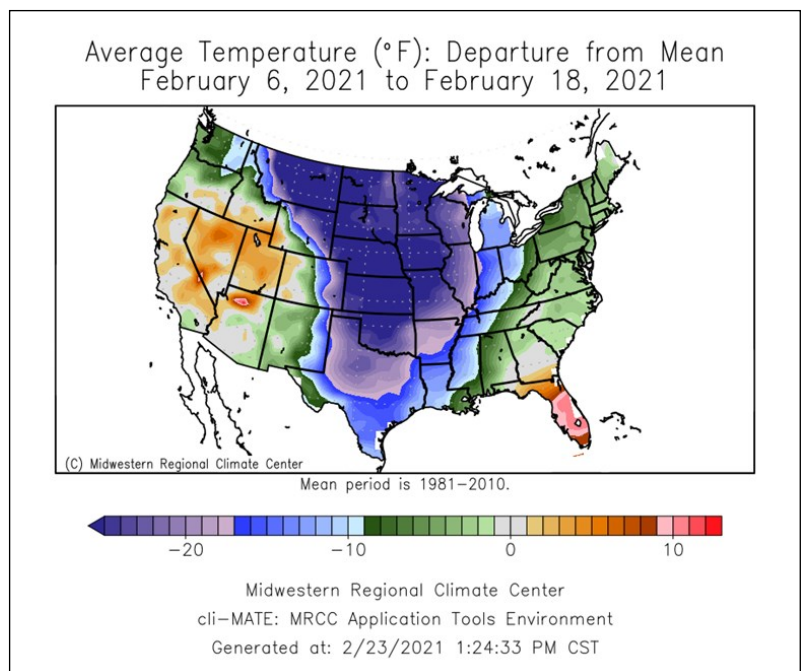 Average Temperature (°F): Departure from Mean
February 6, 2021 to February 18, 2021
(C) Midwestern Regional Climate Center
Mean period is 1981-2010.
-20 -10 0 10
Midwestern Regional Climate Center
cli-MATE: MRCC Application Tools Environment
Generated at: 2/23/2021 1:24:33 PM CST